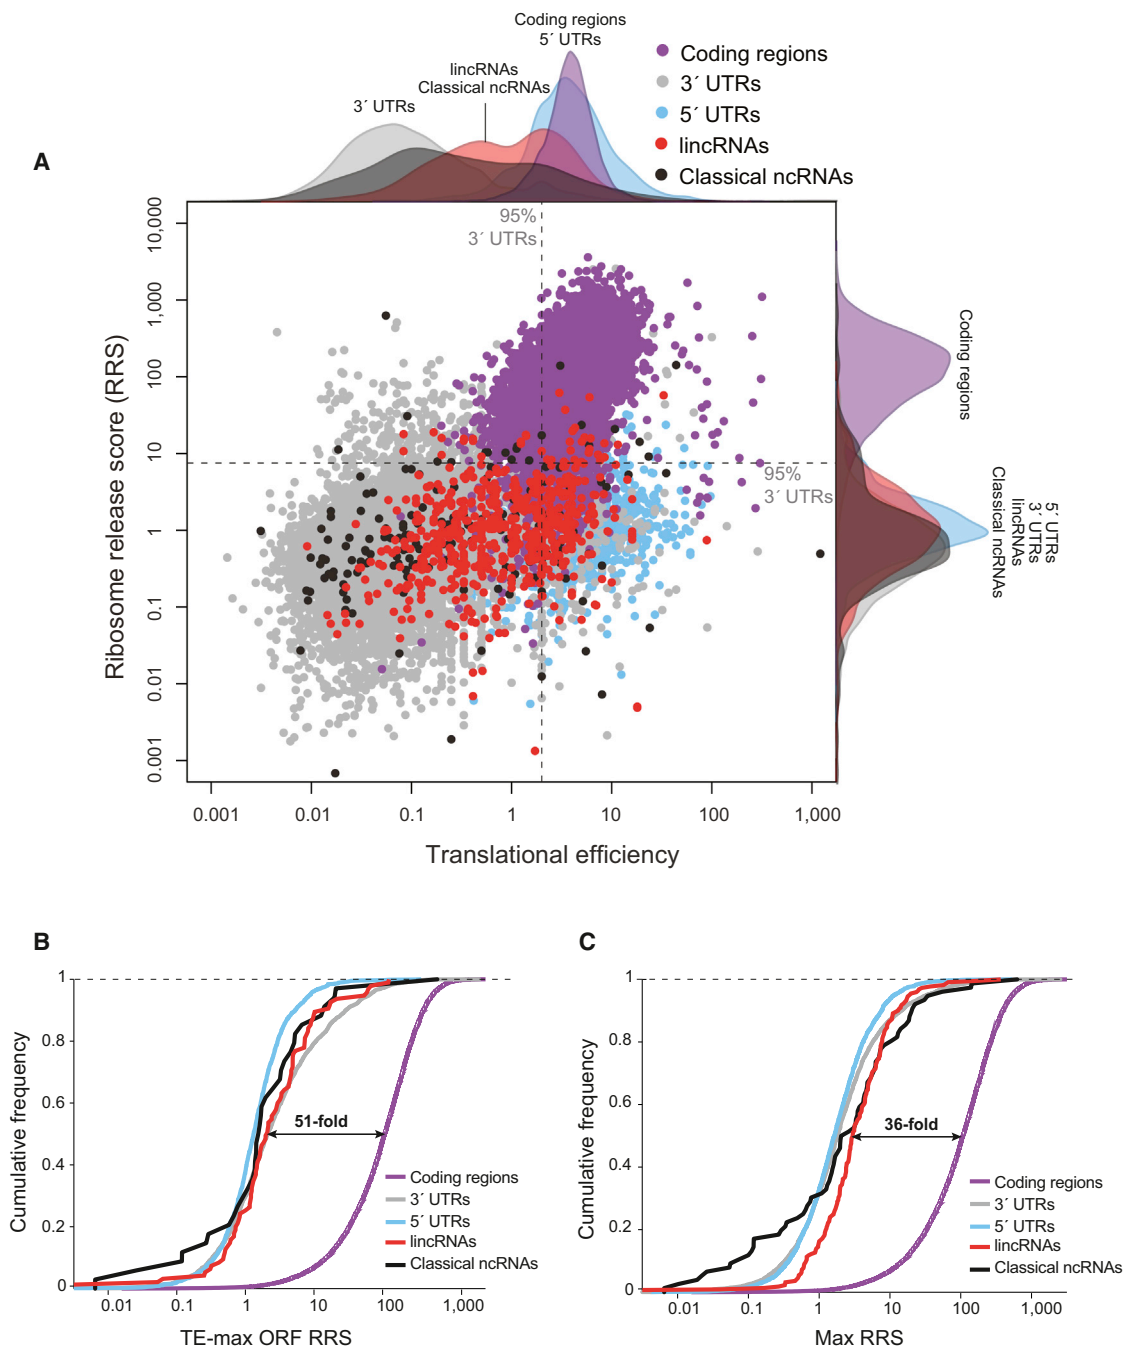 Coding regions
5´ UTRs
lincRNAs
Classical ncRNAs
3´ UTRs
Coding regions
3´ UTRs
5´ UTRs
lincRNAs
Classical ncRNAs
A
95%
3´ UTRs
95%
3´ UTRs
Ribosome release score (RRS)
10,000
1,000
100
10
1
0.1
0.01
0.001
0.001
0.01
0.1
1
10
100
1,000
Translational efficiency
Coding regions
5´ UTRs
3´ UTRs
lincRNAs
Classical ncRNAs
B
Cumulative frequency
1
0.8
0.6
0.4
0.2
0
51-fold
Coding regions
3´ UTRs
5´ UTRs
lincRNAs
Classical ncRNAs
0.01
0.1
1
10
100
1,000
TE-max ORF RRS
C
Cumulative frequency
1
0.8
0.6
0.4
0.2
0
36-fold
Coding regions
3´ UTRs
5´ UTRs
lincRNAs
Classical ncRNAs
0.01
0.1
1
10
100
1,000
Max RRS